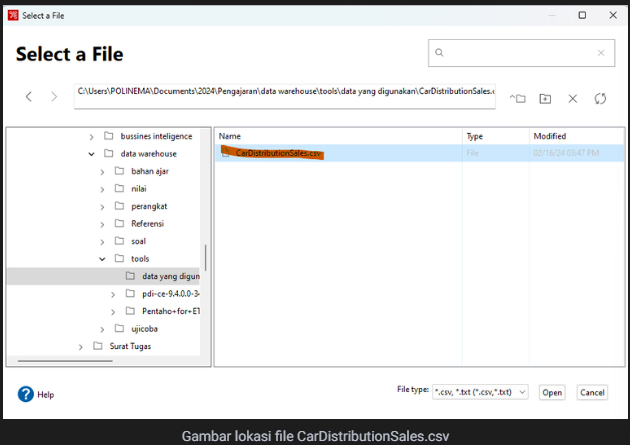 Select a File
Select a File
C:\Users\POLINEMA\Documents\2024\Pengajaran\data warehouse\tools\data yang digunakan\CarDistributionSales.c
bussines inteligence
data warehouse
bahan ajar
nilai
perangkat
Referensi
soal
tools
data yang digun
pdi-ce-9.4.0.0-34
Pentaho+for+ET
ujicoba
Surat Tugas
Name Type Modified
CarDistributionSales.csv File 02/16/24 03:47 PM
Help
File type: *.csv, *.txt (*.csv,*.txt) Open Cancel
Gambar lokasi file CarDistributionSales.csv